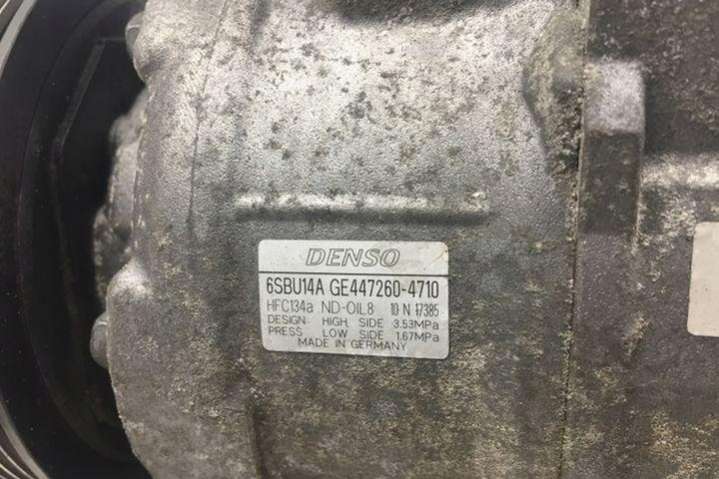 DENSO
6SBU14A GE447260-4710
HFC134a ND-OIL8 10 N 17385
DESIGN HIGH SIDE 3.53MPa
PRESS LOW SIDE 1.67MPa
MADE IN GERMANY